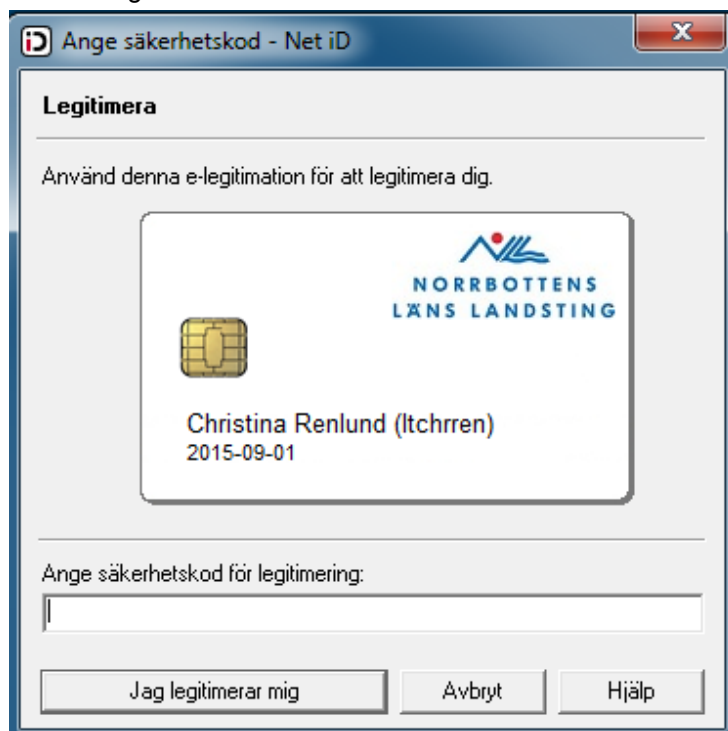 Ange säkerhetskod - Net iD
Legitimera
Använd denna e-legitimation för att legitimera dig.
NORRBOTTENS
LÄNS LANDSTING
Christina Renlund (ltchrren)
2015-09-01
Ange säkerhetskod för legitimering:
Jag legitimerar mig
Avbryt
Hjälp